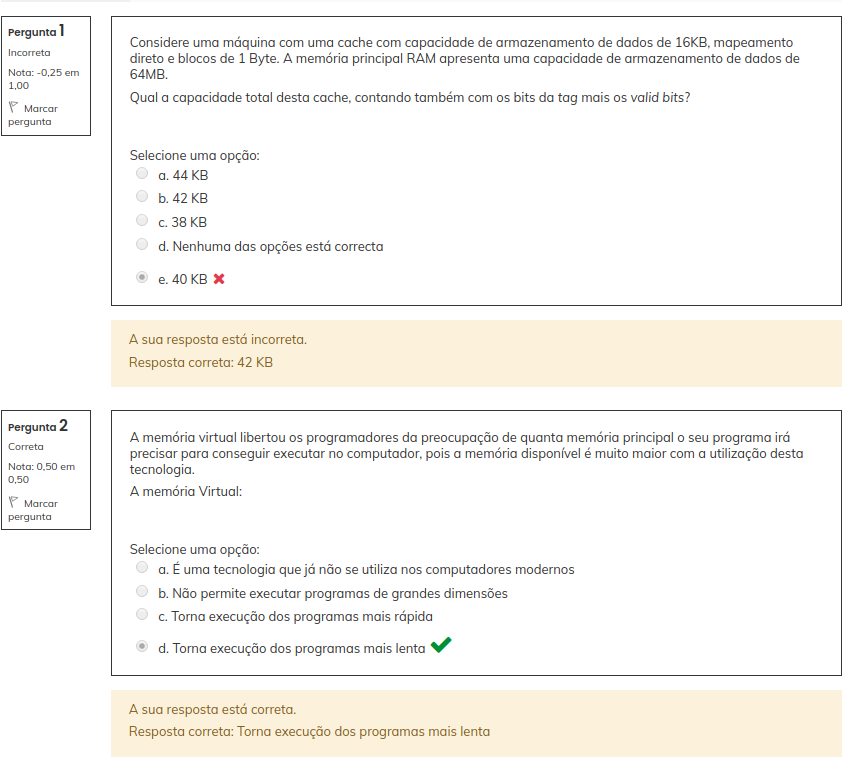 Pergunta 1
Incorreta
Nota: -0,25 em
1,00
Marcar
pergunta
Considere uma máquina com uma cache com capacidade de armazenamento de dados de 16KB, mapeamento
direto e blocos de 1 Byte. A memória principal RAM apresenta uma capacidade de armazenamento de dados de
64MB.
Qual a capacidade total desta cache, contando também com os bits da tag mais os valid bits?
Selecione uma opção:
a. 44 KB
b. 42 KB
c. 38 KB
d. Nenhuma das opções está correcta
e. 40 KB
A sua resposta está incorreta.
Resposta correta: 42 KB
Pergunta 2
Correta
Nota: 0,50 em
0,50
Marcar
pergunta
A memória virtual libertou os programadores da preocupação de quanta memória principal o seu programa irá
precisar para conseguir executar no computador, pois a memória disponível é muito maior com a utilização desta
tecnologia.
A memória Virtual:
Selecione uma opção:
a. É uma tecnologia que já não se utiliza nos computadores modernos
b. Não permite executar programas de grandes dimensões
c. Torna execução dos programas mais rápida
d. Torna execução dos programas mais lenta
A sua resposta está correta.
Resposta correta: Torna execução dos programas mais lenta